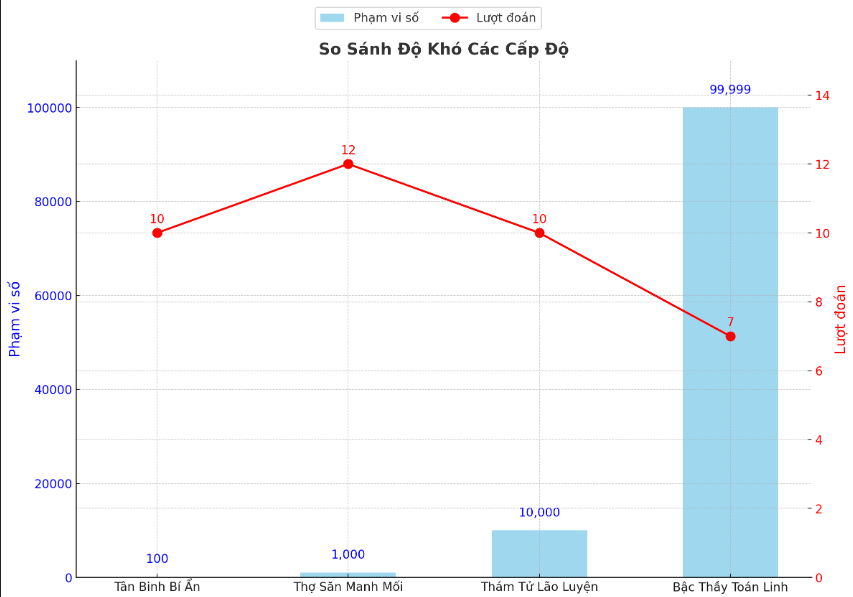 Phạm vi số
Lượt đoán
So Sánh Độ Khó Các Cấp Độ
Phạm vi số
100000
80000
60000
40000
20000
0
10
12
10
7
100
1,000
10,000
99,999
14
12
10
8
6
4
2
0
Lượt đoán
Tân Binh Bí Ẩn
Thợ Săn Manh Mối
Thám Tử Lão Luyện
Bậc Thầy Toán Linh